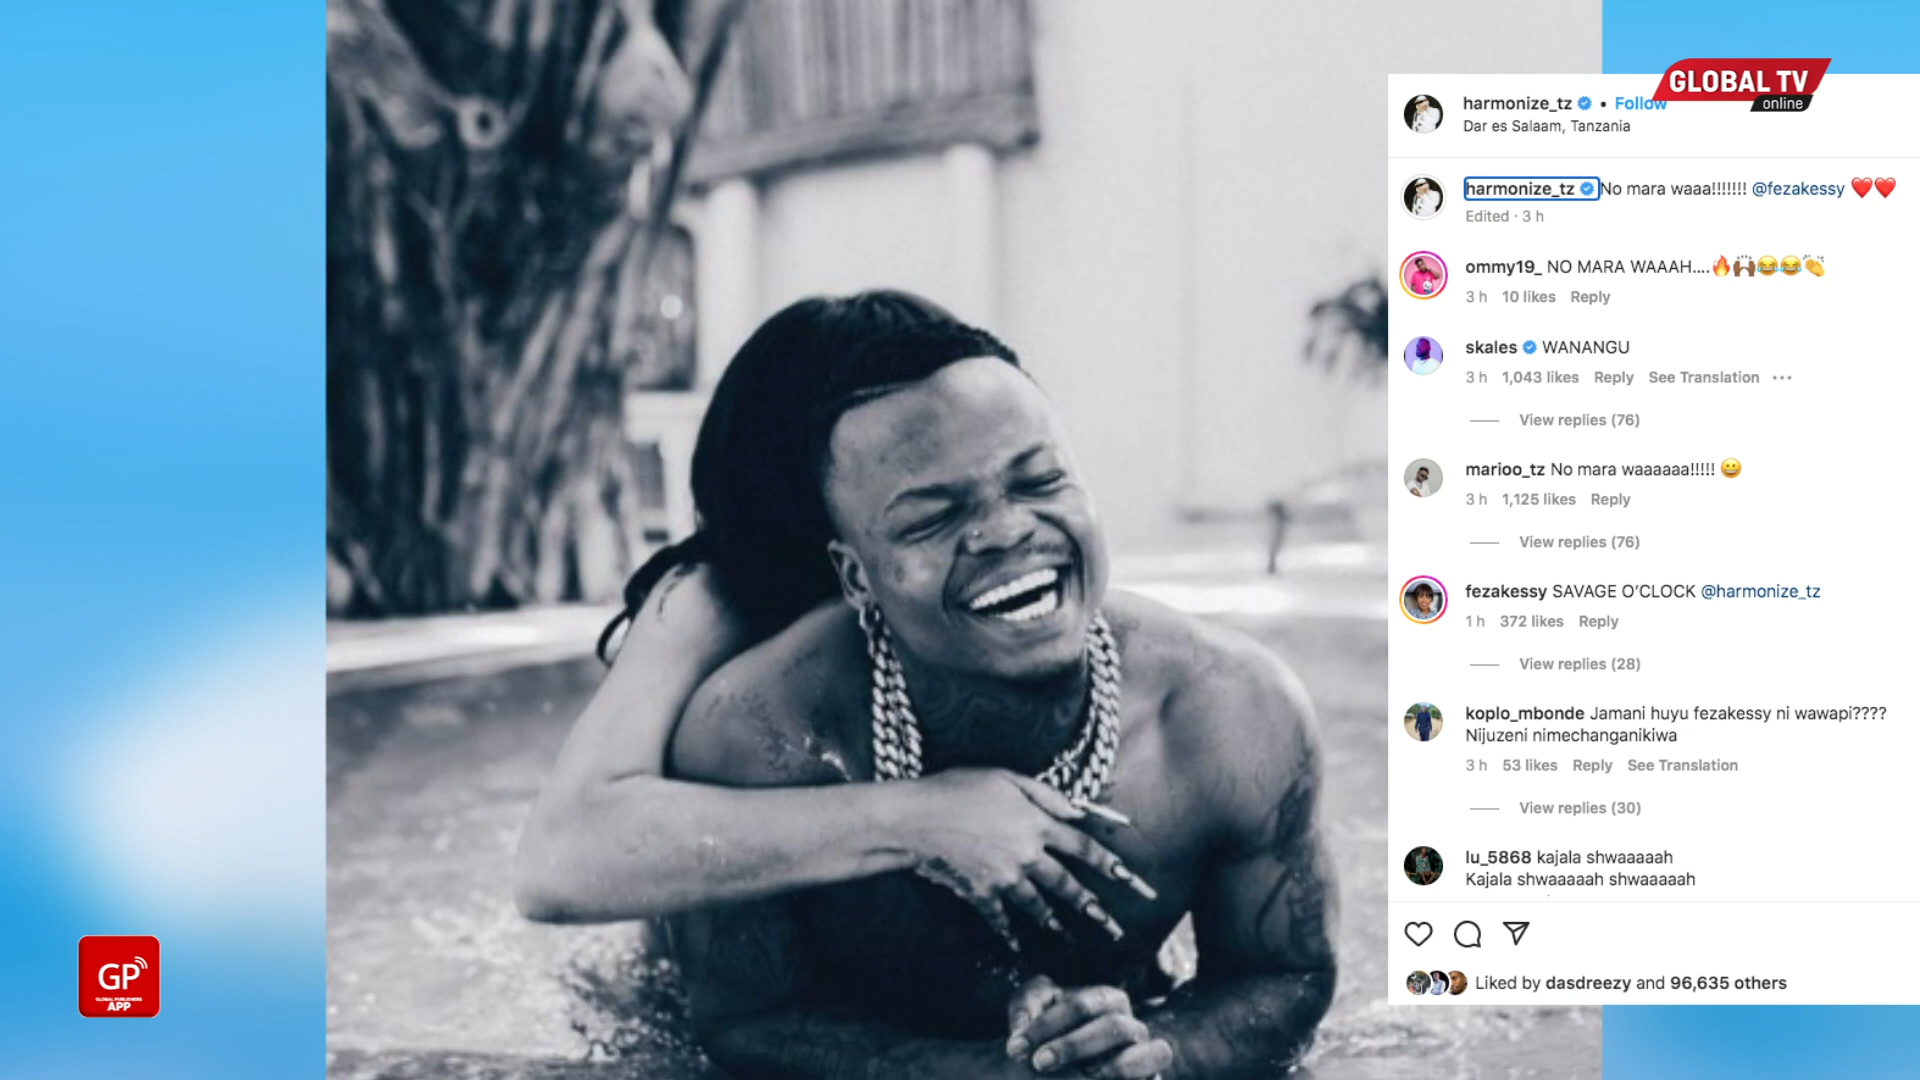 GLOBAL TV
online
harmonize_tz • Follow
Dar es Salaam, Tanzania
harmonize_tz No mara waaa!!!!!!! @fezakessy ❤️❤️
Edited · 3 h
ommy19_ NO MARA WAAAH....🔥🙌🏾😂😂👏
3 h 10 likes Reply
skales WANANGU
3 h 1,043 likes Reply See Translation ···
View replies (76)
marioo_tz No mara waaaaaa!!!!! 😀
3 h 1,125 likes Reply
View replies (76)
fezakessy SAVAGE O’CLOCK @harmonize_tz
1 h 372 likes Reply
View replies (28)
koplo_mbonde Jamani huyu fezakessy ni wawapi????
Nijuzeni nimechanganikiwa
3 h 53 likes Reply See Translation
View replies (30)
lu_5868 kajala shwaaaaah
Kajala shwaaaaah shwaaaaah
Liked by dasdreezy and 96,635 others
GP
GLOBAL PUBLISHERS
APP